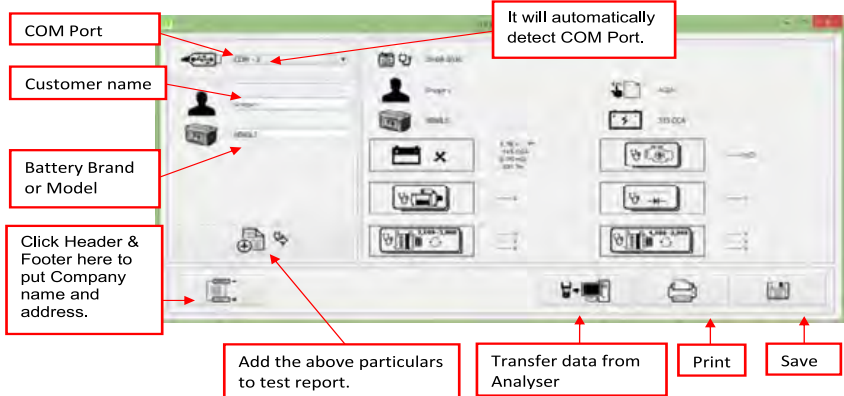 COM Port
It will automatically
detect COM Port.
Customer name
Battery Brand
or Model
Click Header &
Footer here to
put Company
name and
address.
Add the above particulars
to test report.
Transfer data from
Analyser
Print
Save